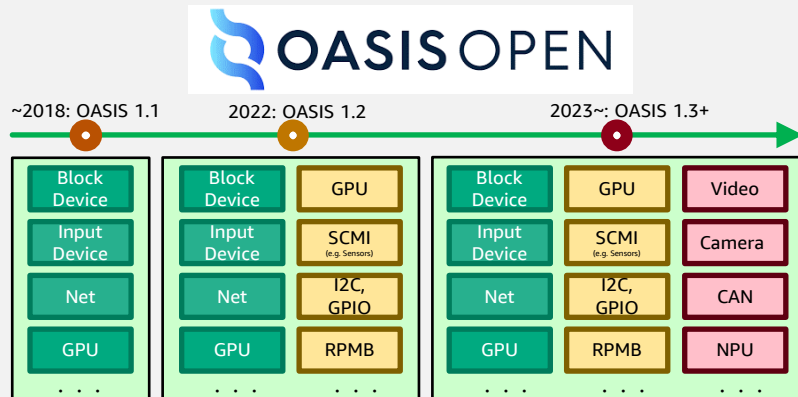 OASIS OPEN
~2018: OASIS 1.1
2022: OASIS 1.2
2023~: OASIS 1.3+
Block
Device
Input
Device
Net
GPU
. . .
Block
Device
Input
Device
Net
GPU
. . .
GPU
SCMI
(e.g. Sensors)
I2C,
GPIO
RPMB
. . .
Block
Device
Input
Device
Net
GPU
. . .
GPU
SCMI
(e.g. Sensors)
I2C,
GPIO
RPMB
. . .
Video
Camera
CAN
NPU
. . .